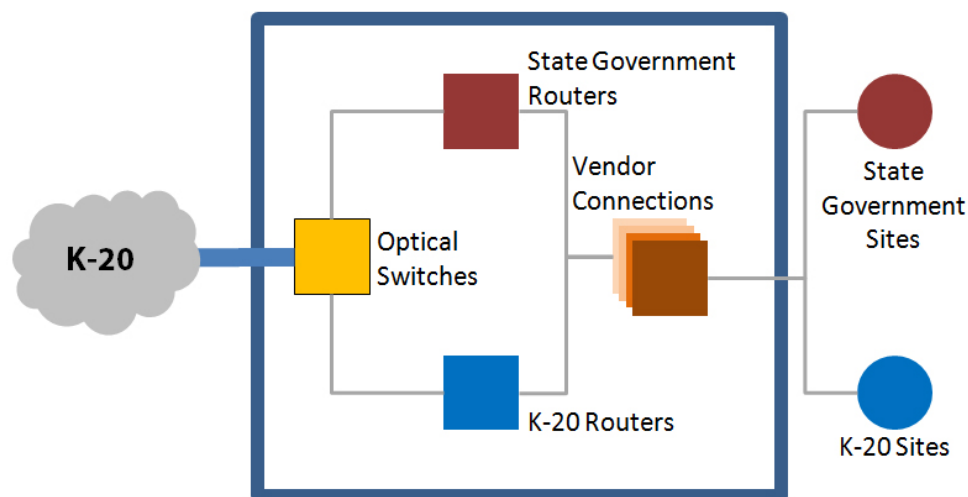 State Government
Routers
Vendor
Connections
State
Government
Sites
K-20
Optical
Switches
K-20 Routers
K-20 Sites